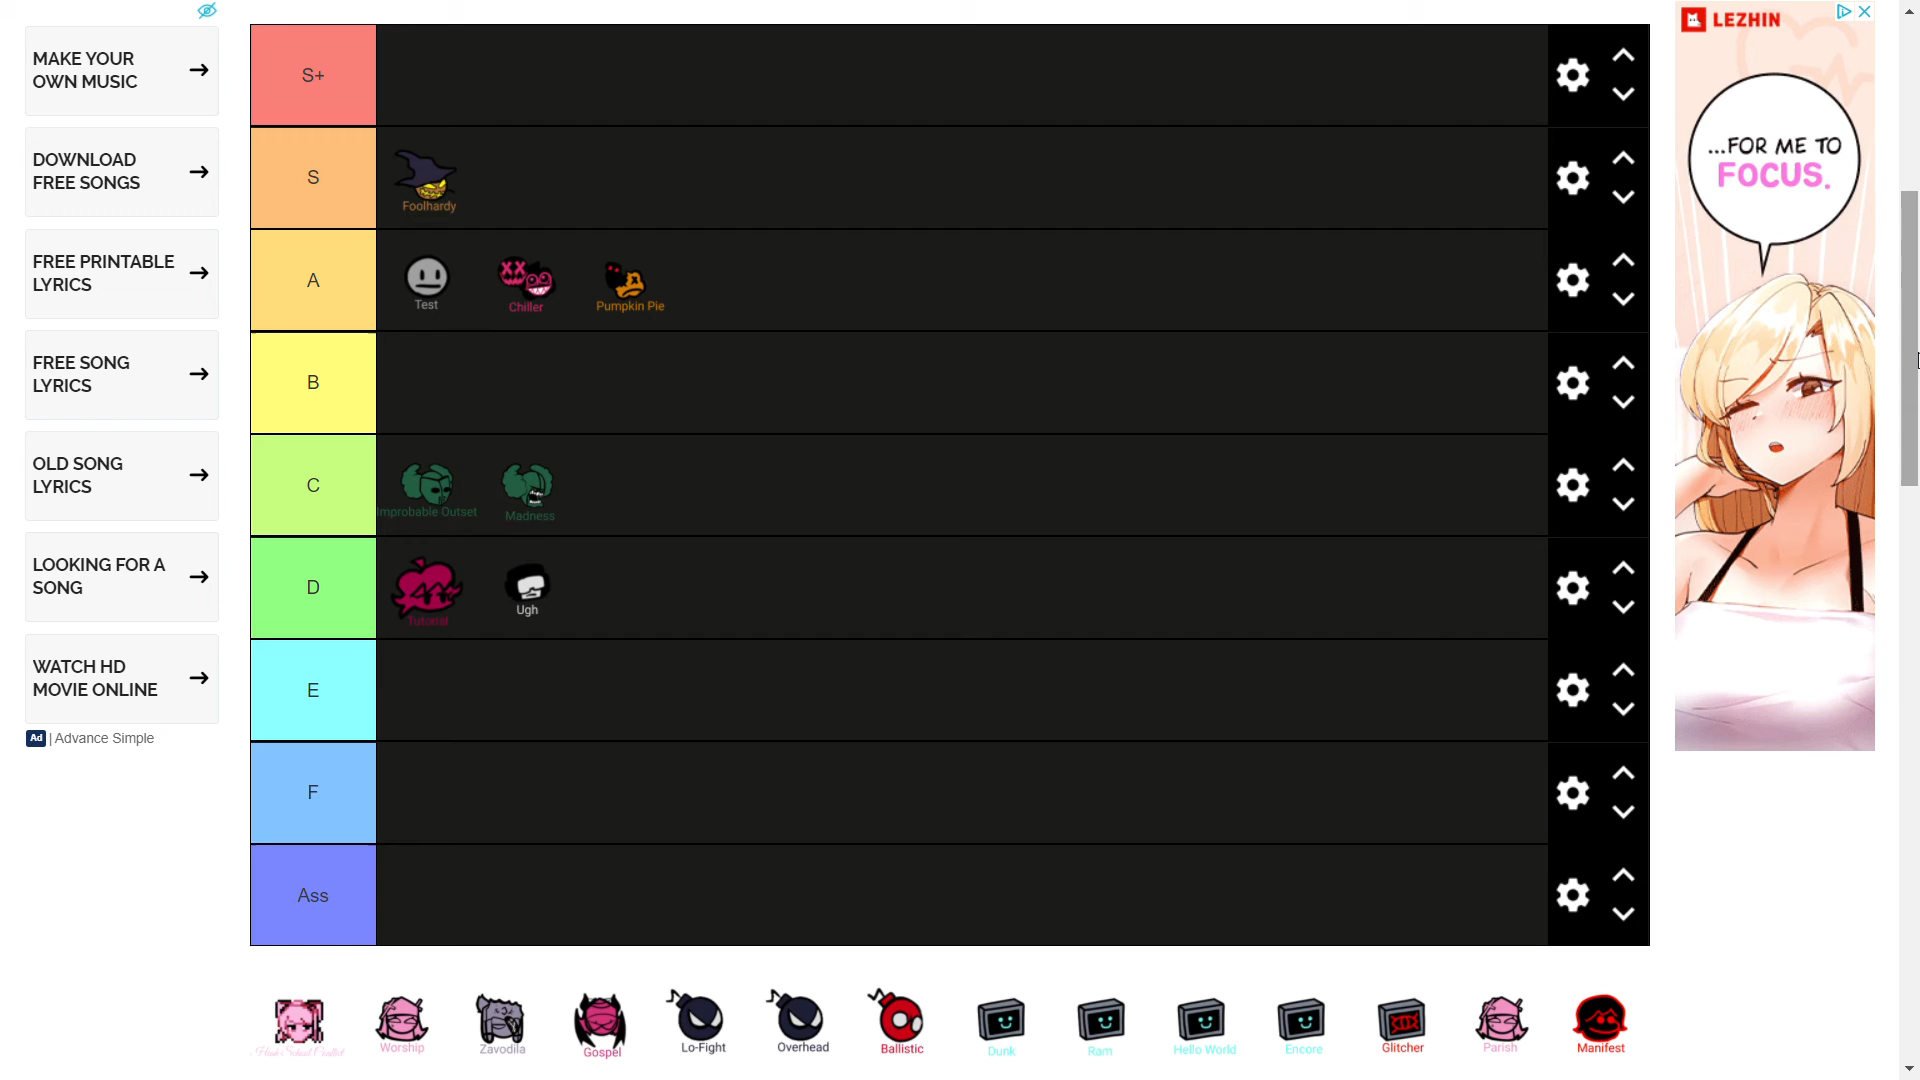 MAKE YOUR
OWN MUSIC
DOWNLOAD
FREE SONGS
FREE PRINTABLE
LYRICS
FREE SONG
LYRICS
OLD SONG
LYRICS
LOOKING FOR A
SONG
WATCH HD
MOVIE ONLINE
Ad | Advance Simple
S+
S
Foolhardy
A
Test
Chiller
Pumpkin Pie
B
C
Improbable Outset
Madness
D
Tutorial
Ugh
E
F
Ass
School
Worship
Zavodila
Gospel
Lo-Fight
Overhead
Ballistic
Dunk
Ram
Hello World
Encore
Glitcher
Parish
Manifest
LEZHIN
...FOR ME TO
FOCUS.